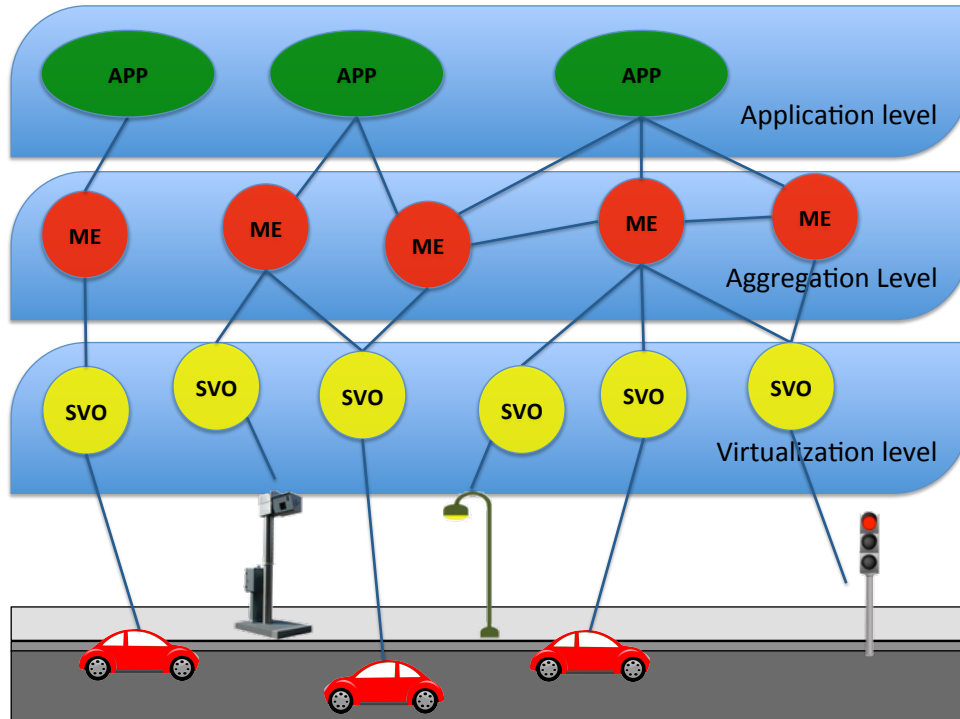 APP
APP
APP
Application level
ME
ME
ME
ME
ME
Aggregation Level
SVO
SVO
SVO
SVO
SVO
SVO
Virtualization level